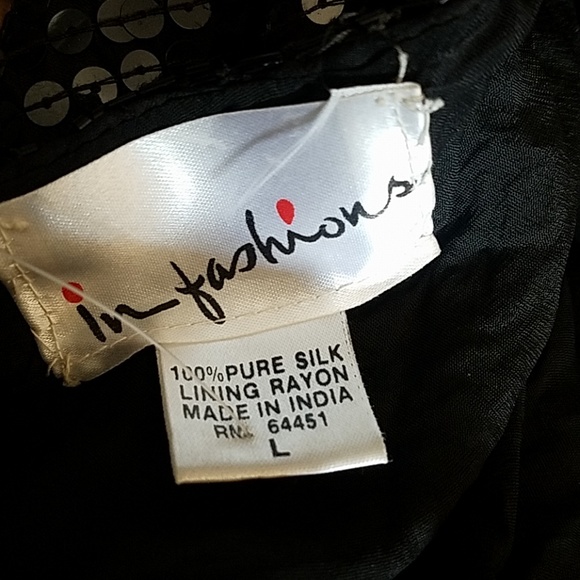 in fashions
100% PURE SILK
LINING RAYON
MADE IN INDIA
RN 64451
L